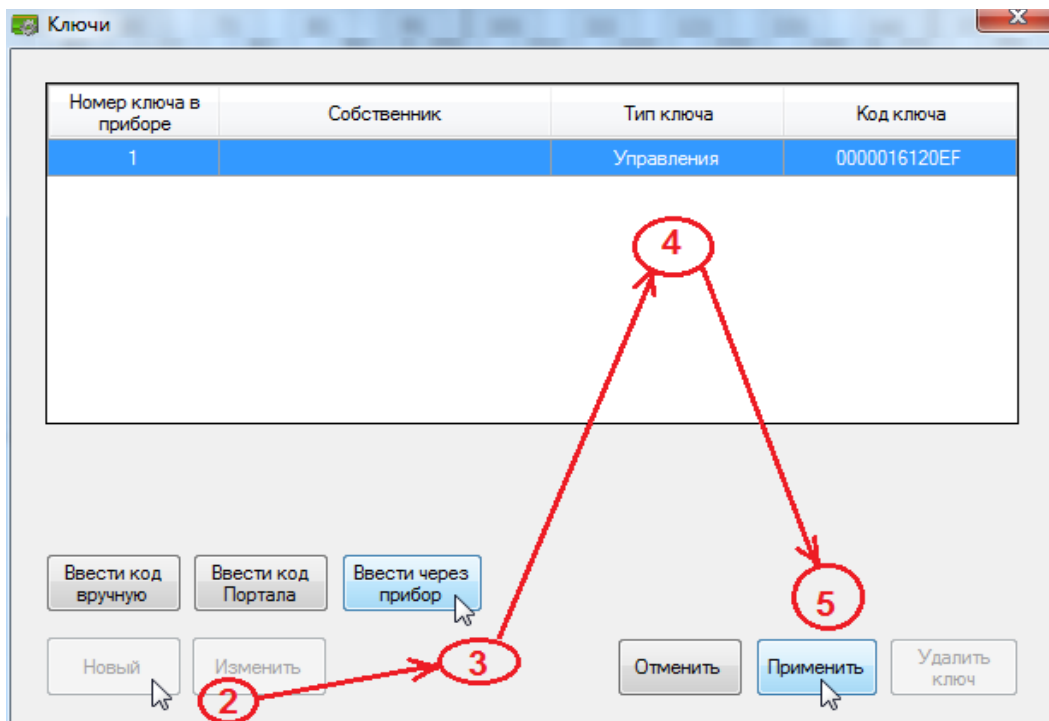 Ключи
X
Номер ключа в
приборе
Собственник
Тип ключа
Код ключа
1
Управления
0000016120EF
4
Ввести код
вручную
Ввести код
Портала
Ввести через
прибор
5
3
Новый
Изменить
2
Отменить
Применить
Удалить
ключ